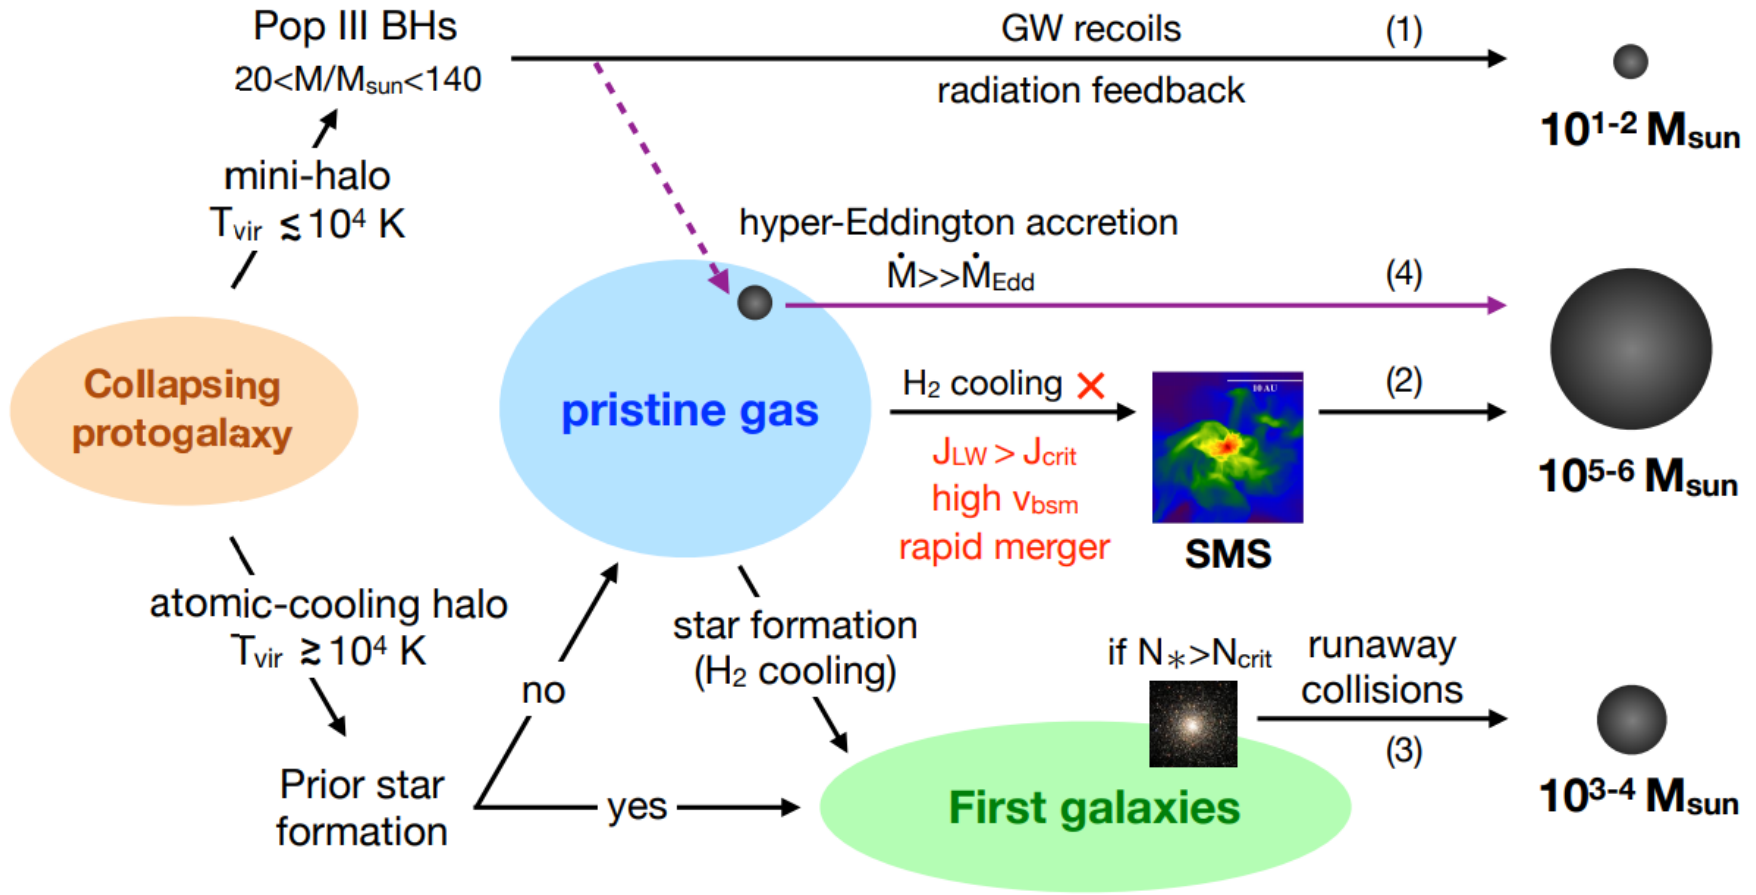 Pop III BHs
20<M/Msun<140
GW recoils
(1)
radiation feedback
10¹⁻² Msun
mini-halo
Tvir ≲ 10⁴ K
hyper-Eddington accretion
Ṁ>>ṀEdd
(4)
Collapsing
protogalaxy
pristine gas
H₂ cooling ✕
(2)
10 AU
JLW > Jcrit
high vbsm
rapid merger
SMS
10⁵⁻⁶ Msun
atomic-cooling halo
Tvir ≳ 10⁴ K
star formation
(H₂ cooling)
no
if N∗>Ncrit
runaway
collisions
(3)
Prior star
formation
yes
First galaxies
10³⁻⁴ Msun